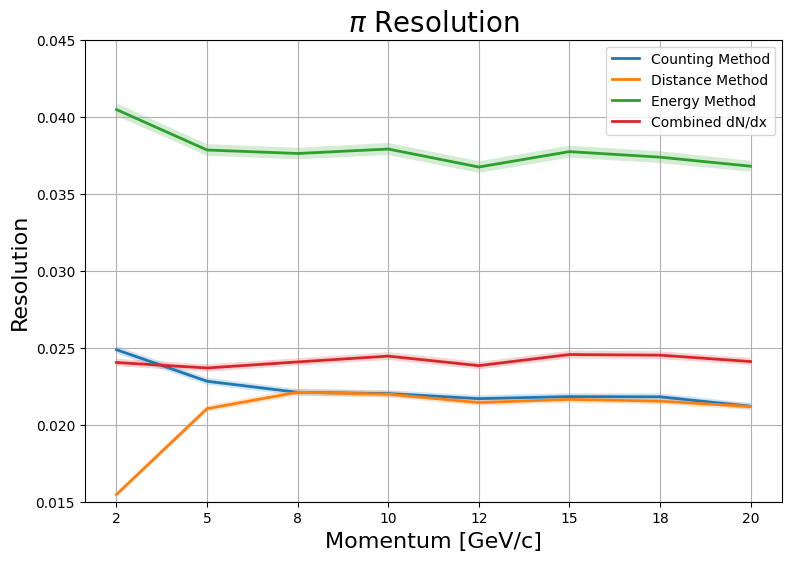 π Resolution
0.045
0.040
0.035
0.030
0.025
0.020
0.015
Resolution
Counting Method
Distance Method
Energy Method
Combined dN/dx
2 5 8 10 12 15 18 20
Momentum [GeV/c]